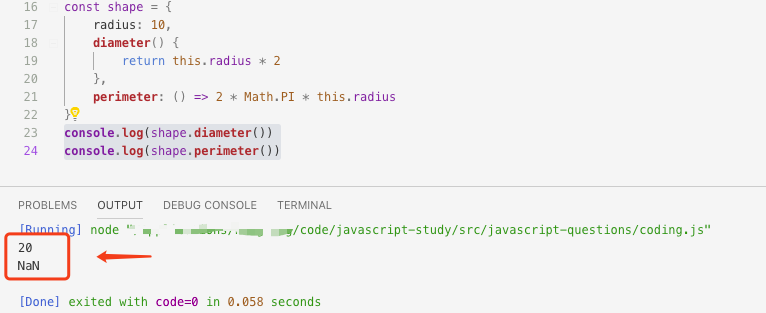 16 const shape = {
17 radius: 10,
18 diameter() {
19 return this.radius * 2
20 },
21 perimeter: () => 2 * Math.PI * this.radius
22 }
23 console.log(shape.diameter())
24 console.log(shape.perimeter())
PROBLEMS OUTPUT DEBUG CONSOLE TERMINAL
[Running] node "/code/javascript-study/src/javascript-questions/coding.js"
20
NaN
[Done] exited with code=0 in 0.058 seconds